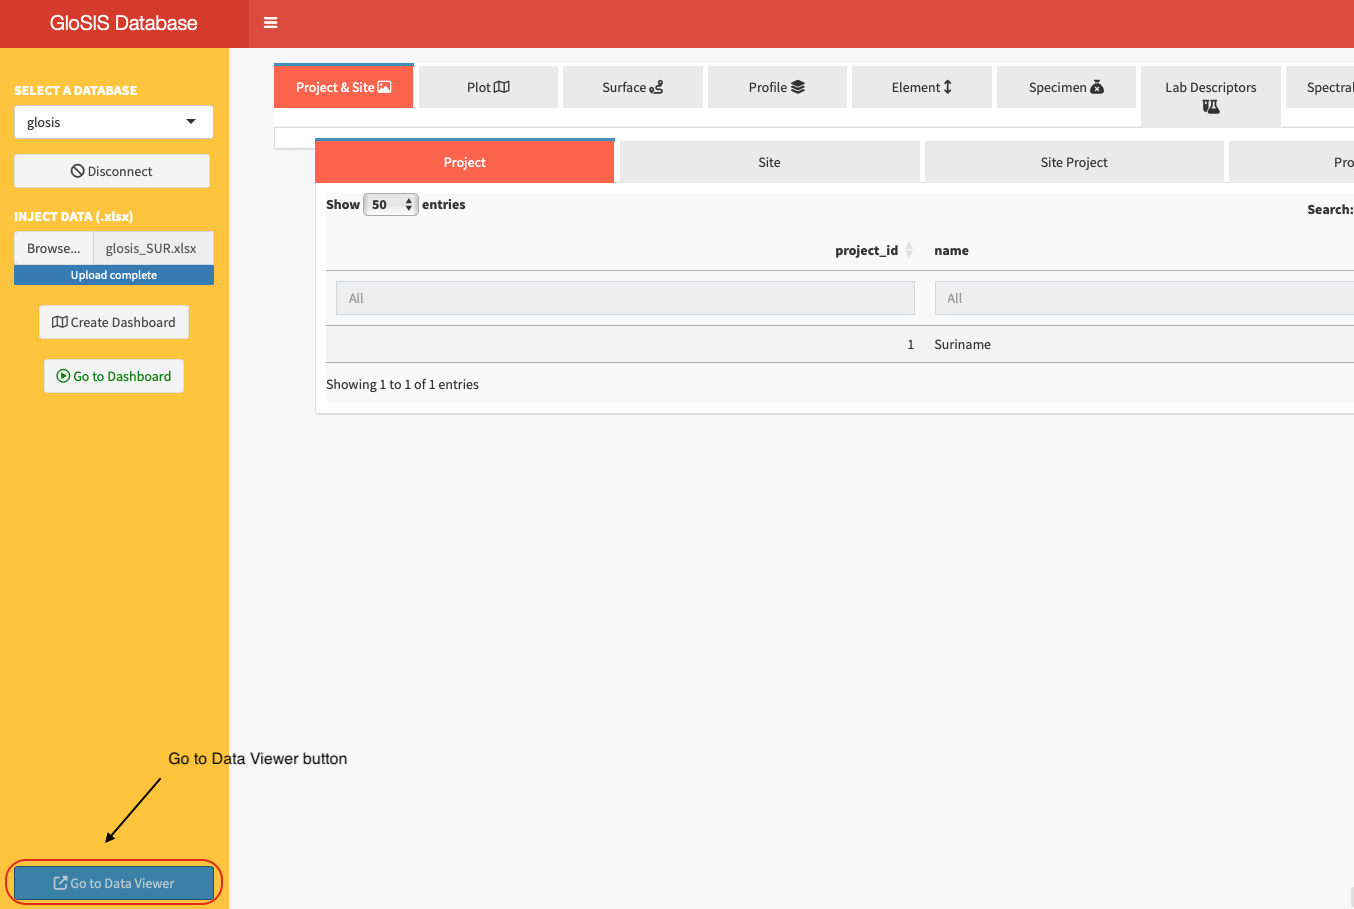 GloSIS Database
SELECT A DATABASE
glosis
Disconnect
INJECT DATA (.xlsx)
Browse... glosis_SUR.xlsx
Upload complete
Create Dashboard
Go to Dashboard
Project & Site Plot Surface Profile Element Specimen Lab Descriptors Spectral
Project Site Site Project Pro
Show 50 entries
Search:
project_id name
All All
1 Suriname
Showing 1 to 1 of 1 entries
Go to Data Viewer button
Go to Data Viewer